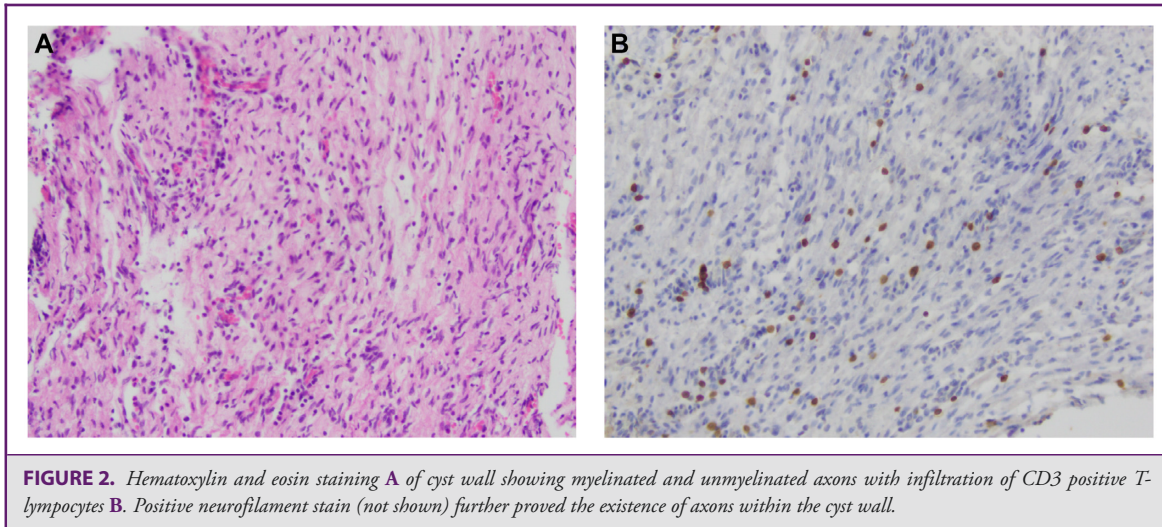 A
B
FIGURE 2. Hematoxylin and eosin staining A of cyst wall showing myelinated and unmyelinated axons with infiltration of CD3 positive T-
lympocytes B. Positive neurofilament stain (not shown) further proved the existence of axons within the cyst wall.